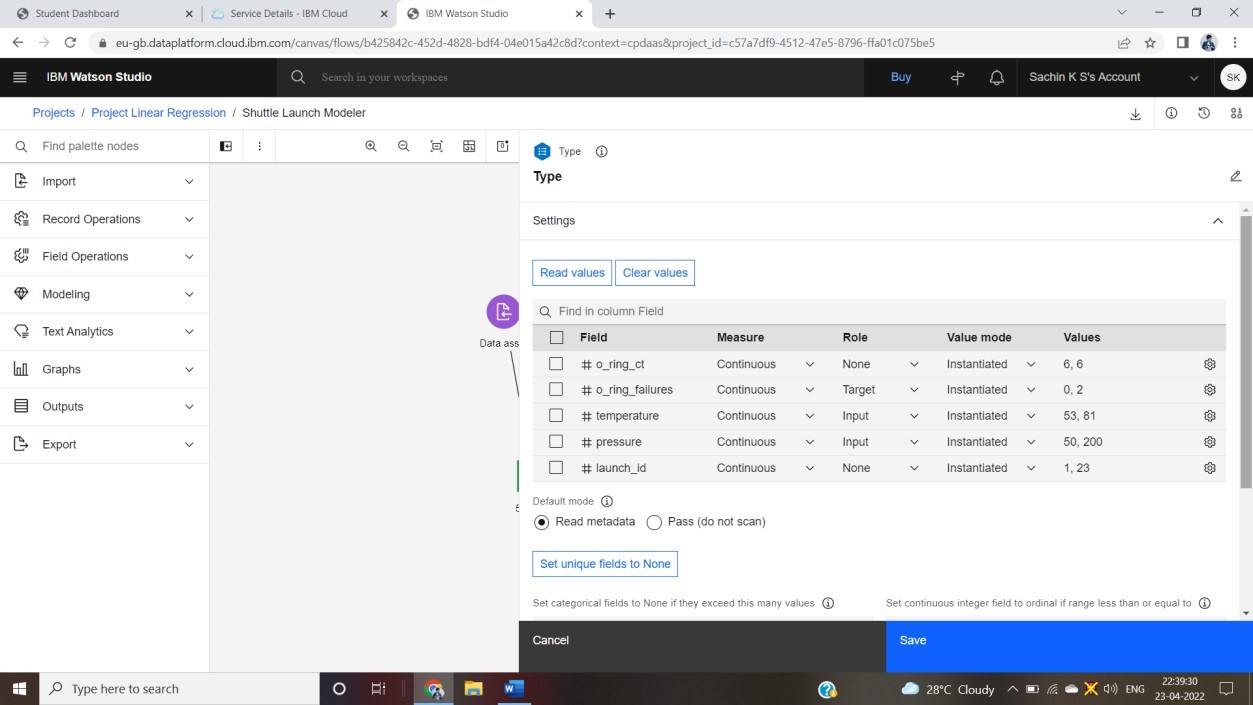 Student Dashboard
Service Details - IBM Cloud
IBM Watson Studio
eu-gb.dataplatform.cloud.ibm.com/canvas/flows/b425842c-452d-4828-bdf4-04e015a42c8d?context=cpdaas&project_id=c57a7df9-4512-47e5-8796-ffa01c075be5
IBM Watson Studio
Search in your workspaces
Buy
Sachin K S's Account
SK
Projects / Project Linear Regression / Shuttle Launch Modeler
Find palette nodes
Import
Record Operations
Field Operations
Modeling
Text Analytics
Graphs
Outputs
Export
Data ass
Type
Type
Settings
Read values Clear values
Find in column Field
Field Measure Role Value mode Values
# o_ring_ct Continuous None Instantiated 6, 6
# o_ring_failures Continuous Target Instantiated 0, 2
# temperature Continuous Input Instantiated 53, 81
# pressure Continuous Input Instantiated 50, 200
# launch_id Continuous None Instantiated 1, 23
Default mode
Read metadata Pass (do not scan)
Set unique fields to None
Set categorical fields to None if they exceed this many values Set continuous integer field to ordinal if range less than or equal to
Cancel Save
Type here to search
28°C Cloudy
ENG
22:39:30
23-04-2022